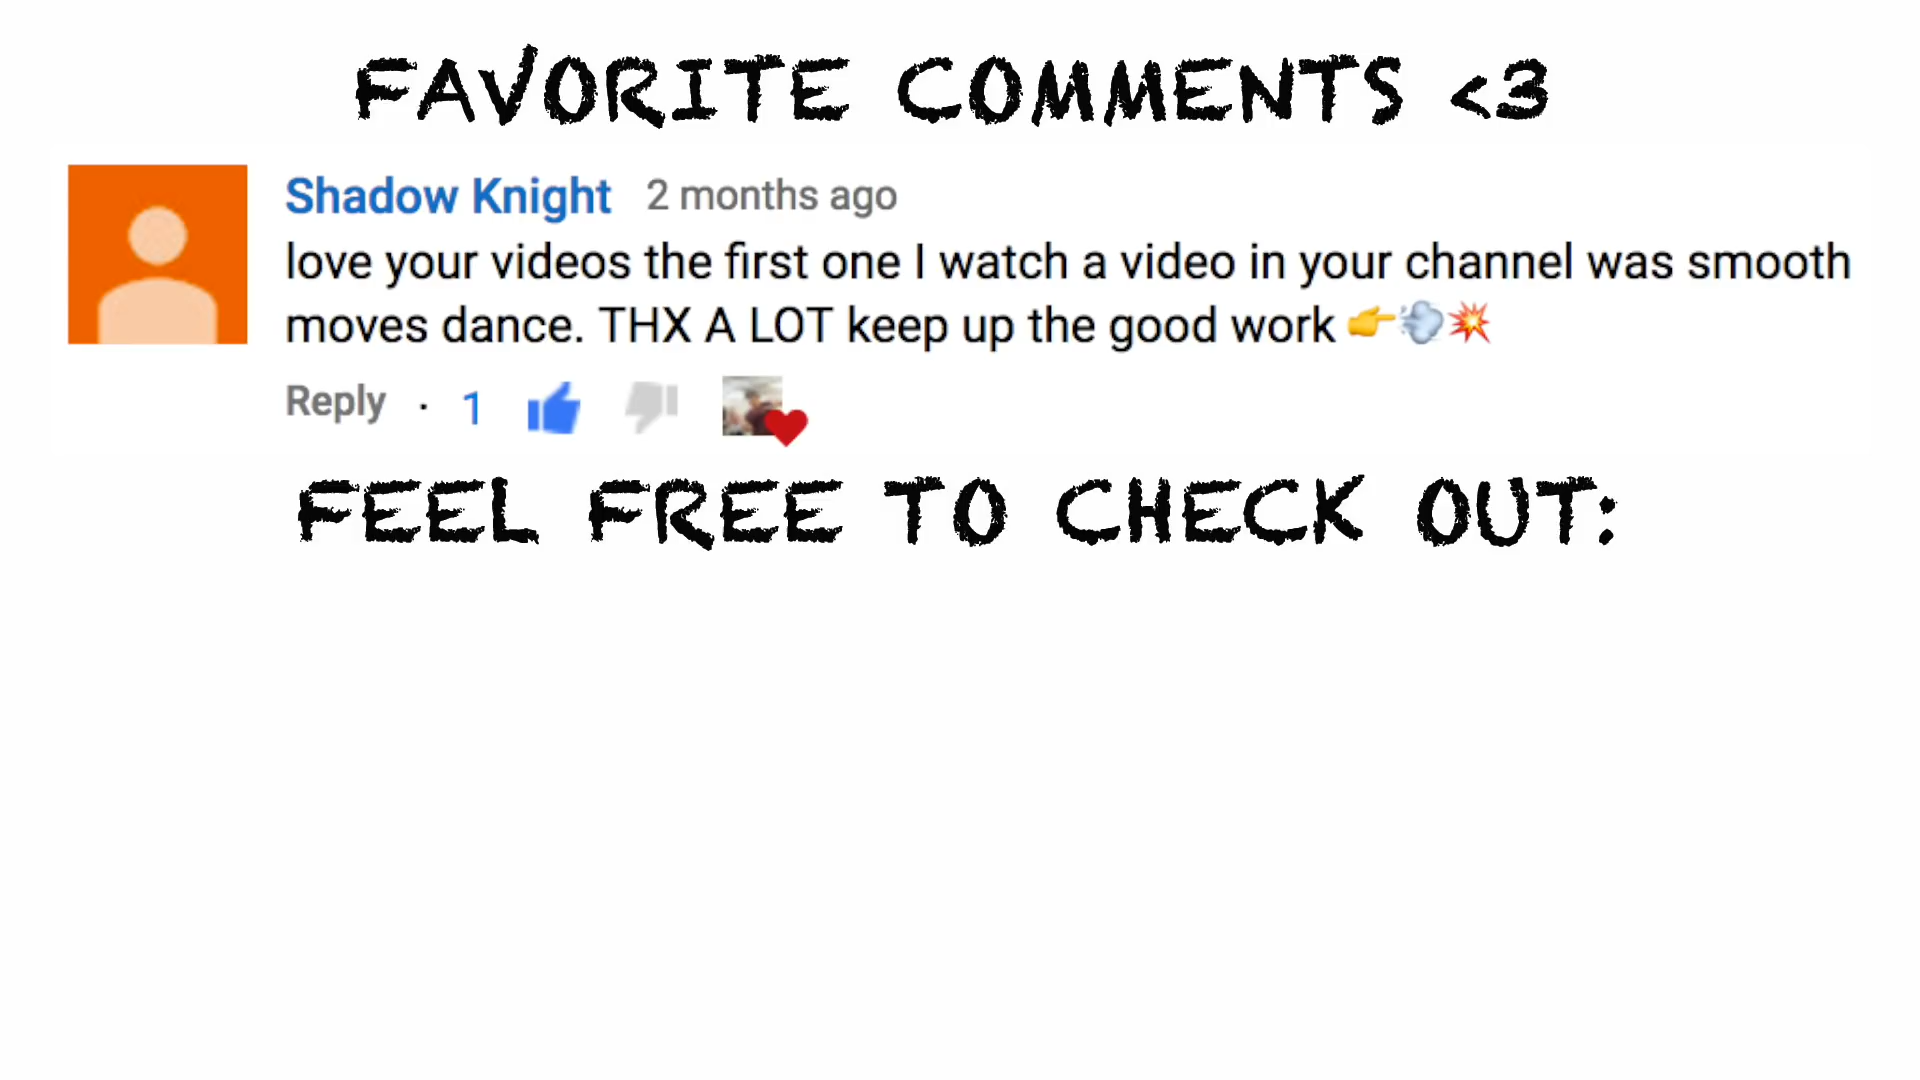 FAVORITE COMMENTS <3
Shadow Knight 2 months ago
love your videos the first one I watch a video in your channel was smooth
moves dance. THX A LOT keep up the good work 👉💨💥
Reply · 1
FEEL FREE TO CHECK OUT: